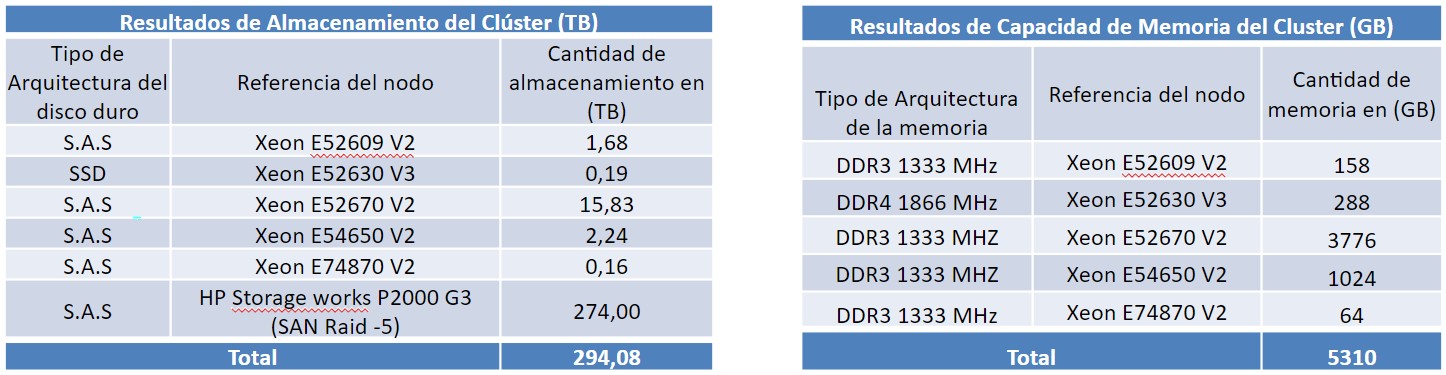 Resultados de Almacenamiento del Clúster (TB)
Tipo de
Arquitectura del
disco duro
Referencia del nodo
Cantidad de
almacenamiento en
(TB)
S.A.S Xeon E52609 V2 1,68
SSD Xeon E52630 V3 0,19
S.A.S Xeon E52670 V2 15,83
S.A.S Xeon E54650 V2 2,24
S.A.S Xeon E74870 V2 0,16
S.A.S
HP Storage works P2000 G3
(SAN Raid -5)
274,00
Total 294,08
Resultados de Capacidad de Memoria del Cluster (GB)
Tipo de Arquitectura
de la memoria
Referencia del nodo
Cantidad de
memoria en (GB)
DDR3 1333 MHz Xeon E52609 V2 158
DDR4 1866 MHz Xeon E52630 V3 288
DDR3 1333 MHZ Xeon E52670 V2 3776
DDR3 1333 MHZ Xeon E54650 V2 1024
DDR3 1333 MHz Xeon E74870 V2 64
Total 5310